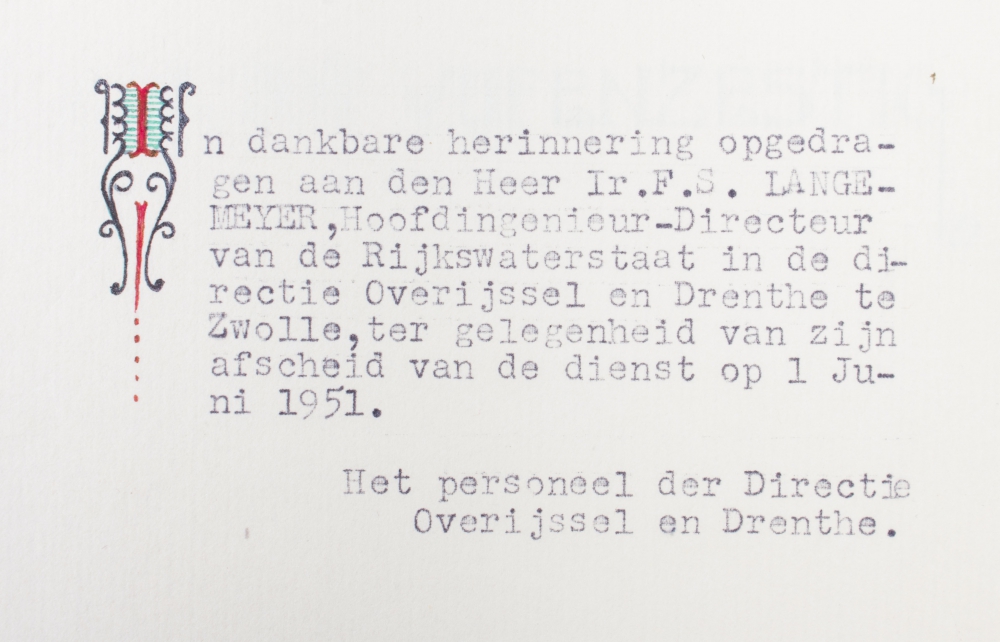 In dankbare herinnering opgedra-
gen aan den Heer Ir.F.S. LANGE-
MEYER,Hoofdingenieur-Directeur
van de Rijkswaterstaat in de di-
rectie Overijssel en Drenthe te
Zwolle,ter gelegenheid van zijn
afscheid van de dienst op 1 Ju-
ni 1951.
Het personeel der Directie
Overijssel en Drenthe.